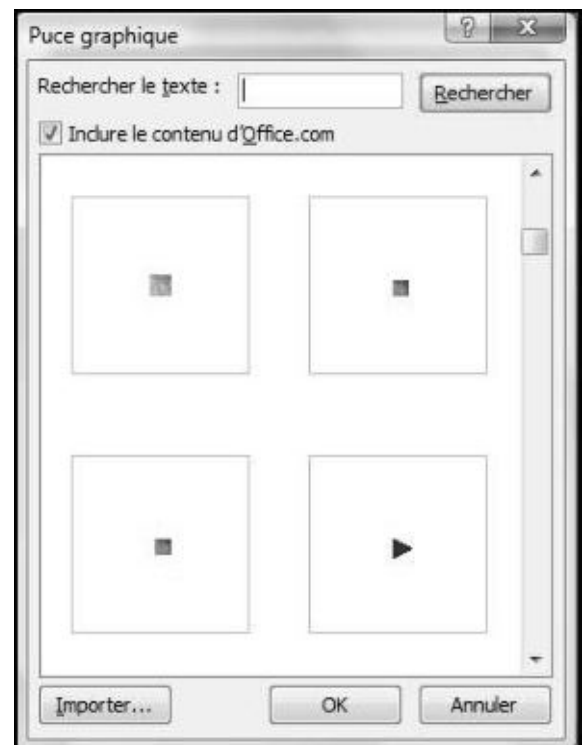 Puce graphique
Rechercher le texte : Rechercher
Inclure le contenu d'Office.com
Importer... OK Annuler